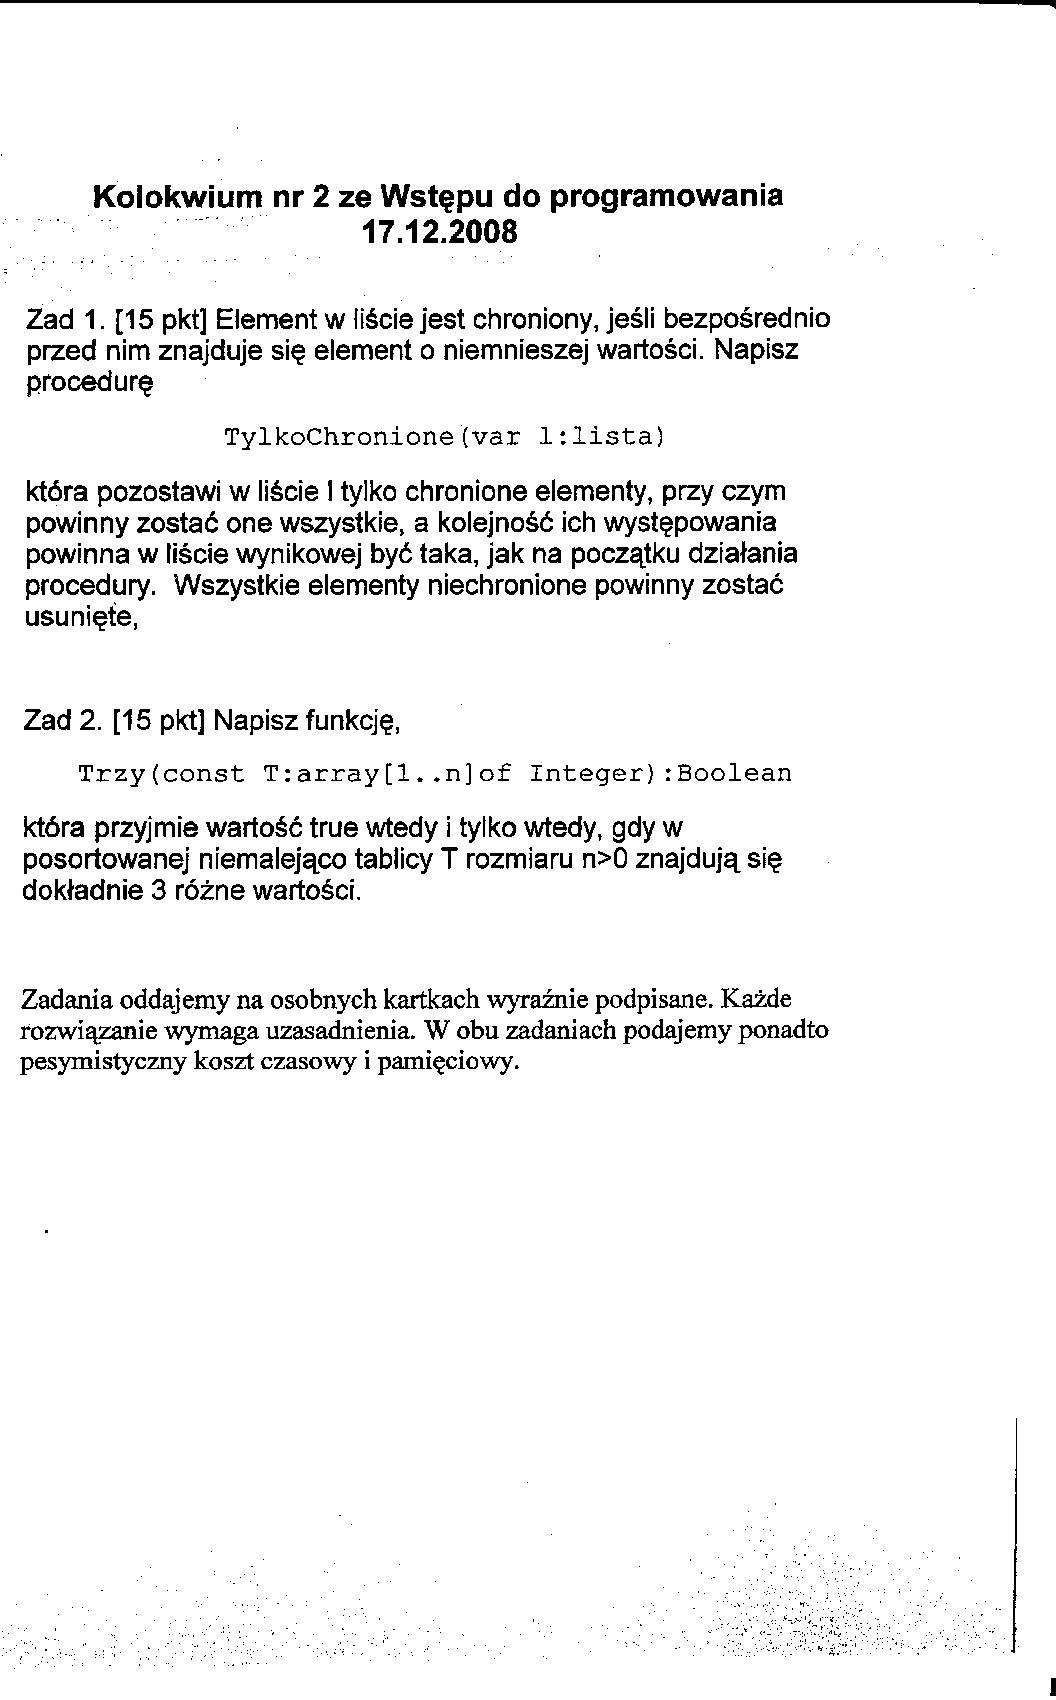 Kolokwium nr 2 ze Wstępu do programowania
17.12.2008
Zad 1. [15 pkt] Element w liście jest chroniony, jeśli bezpośrednio
przed nim znajduje się element o niemnieszej wartości. Napisz
procedurę
TylkoChronione(var l:lista)
która pozostawi w liście l tylko chronione elementy, przy czym
powinny zostać one wszystkie, a kolejność ich występowania
powinna w liście wynikowej być taka, jak na początku działania
procedury. Wszystkie elementy niechronione powinny zostać
usunięte,
Zad 2. [15 pkt] Napisz funkcję,
Trzy(const T:array[1..n]of Integer):Boolean
która przyjmie wartość true wtedy i tylko wtedy, gdy w
posortowanej niemalejąco tablicy T rozmiaru n>0 znajdują się
dokładnie 3 różne wartości.
Zadania oddajemy na osobnych kartkach wyraźnie podpisane. Każde
rozwiązanie wymaga uzasadnienia. W obu zadaniach podajemy ponadto
pesymistyczny koszt czasowy i pamięciowy.